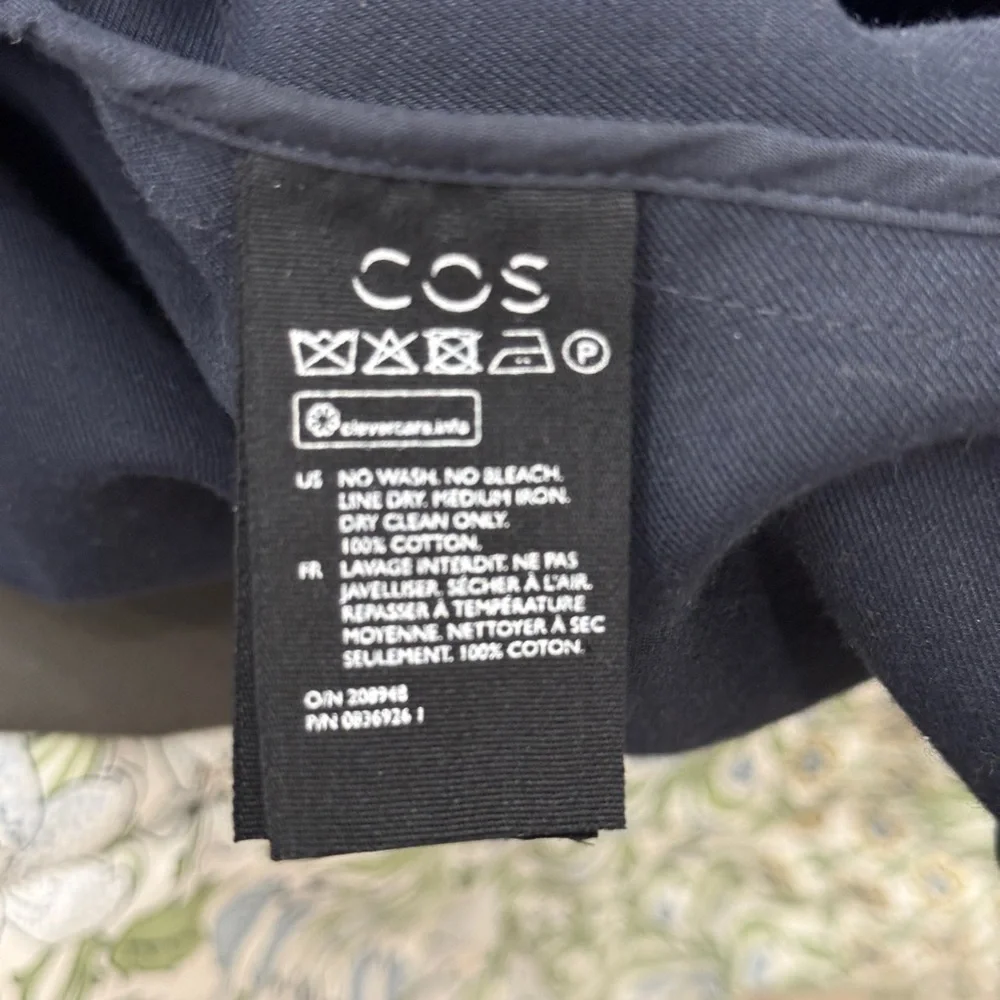 COS
P
clevercare.info
US NO WASH. NO BLEACH.
LINE DRY. MEDIUM IRON.
DRY CLEAN ONLY.
100% COTTON.
FR LAVAGE INTERDIT. NE PAS
JAVELLISER. SÉCHER À L'AIR.
REPASSER À TEMPÉRATURE
MOYENNE. NETTOYER À SEC
SEULEMENT. 100% COTON.
O/N 208948
P/N 0836926 1